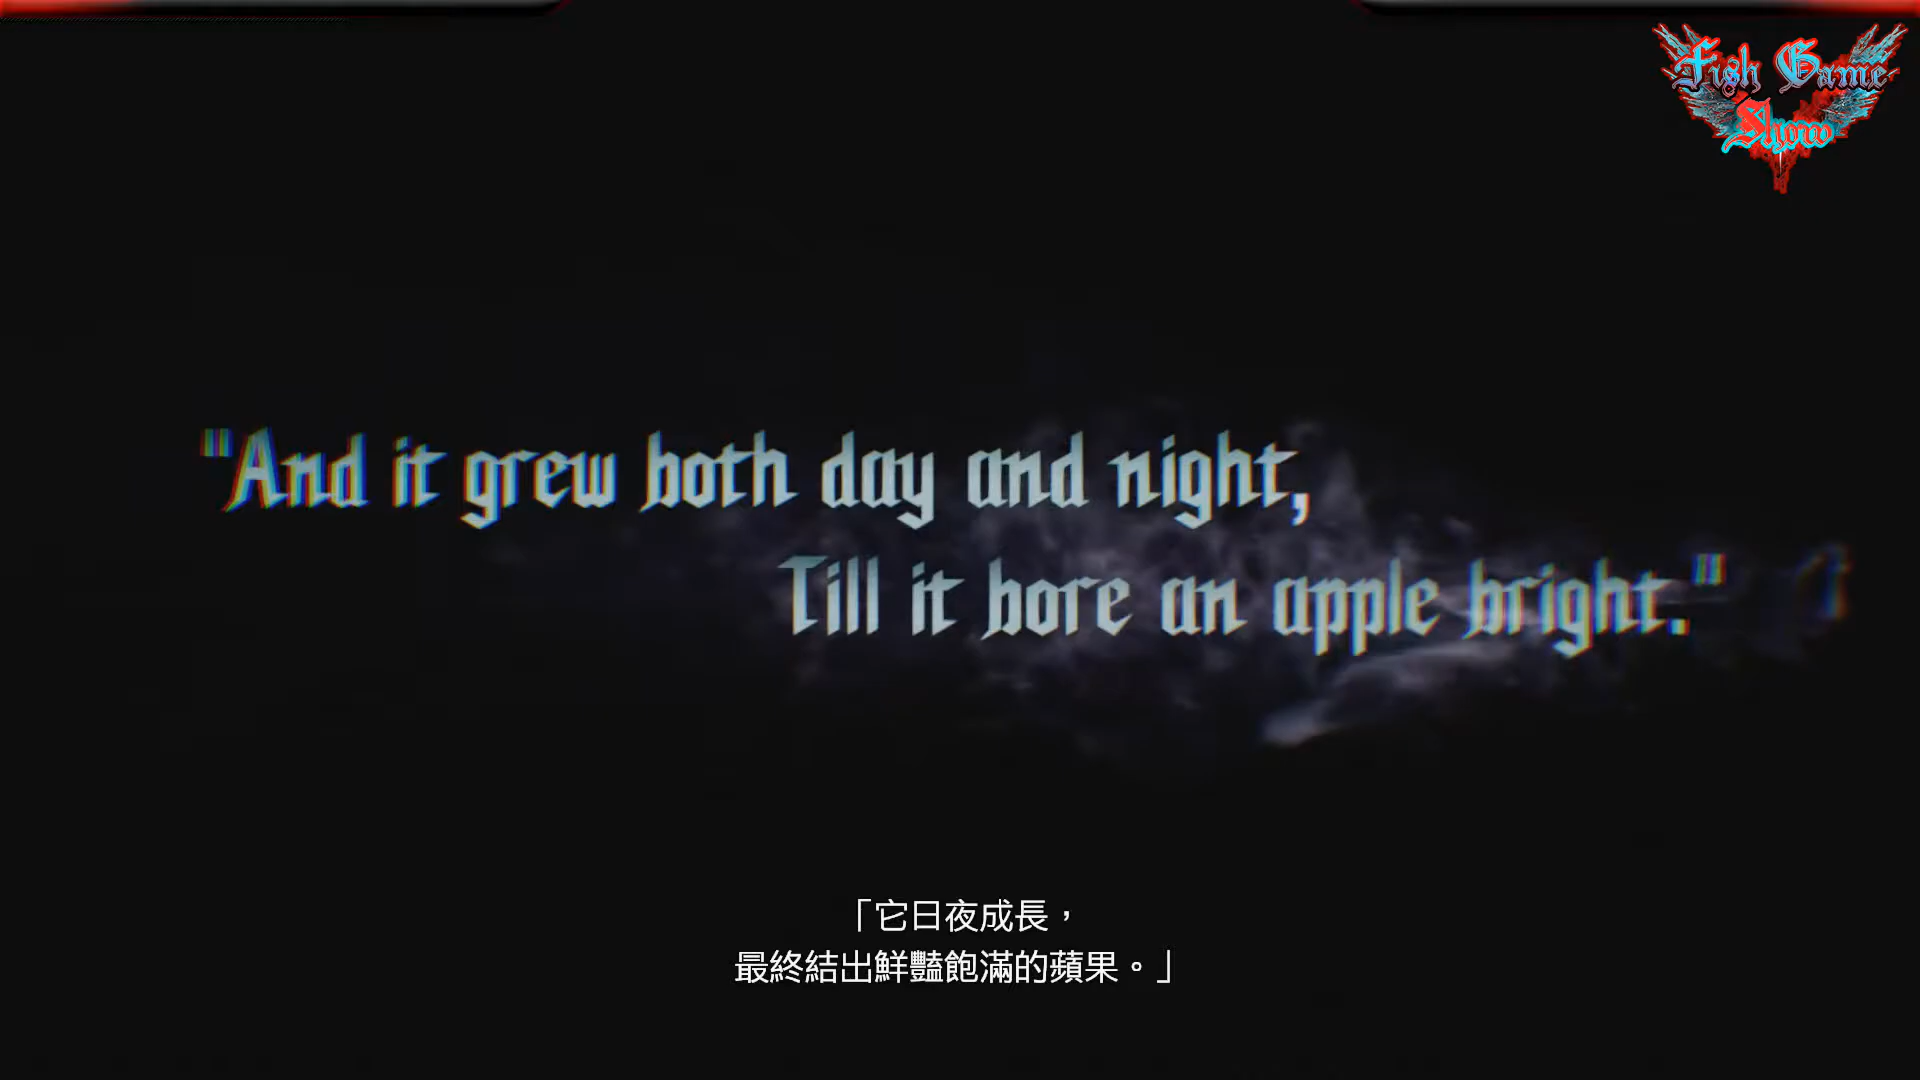 Fish Game
Show
"And it grew both day and night,
Till it bore an apple bright."
「它日夜成長，
最終結出鮮豔飽滿的蘋果。」